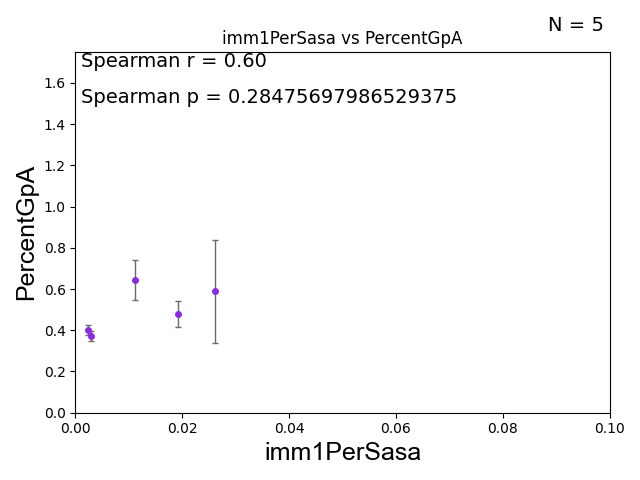 N = 5
imm1PerSasa vs PercentGpA
Spearman r = 0.60
Spearman p = 0.28475697986529375
PercentGpA
1.6
1.4
1.2
1.0
0.8
0.6
0.4
0.2
0.0
0.00 0.02 0.04 0.06 0.08 0.10
imm1PerSasa